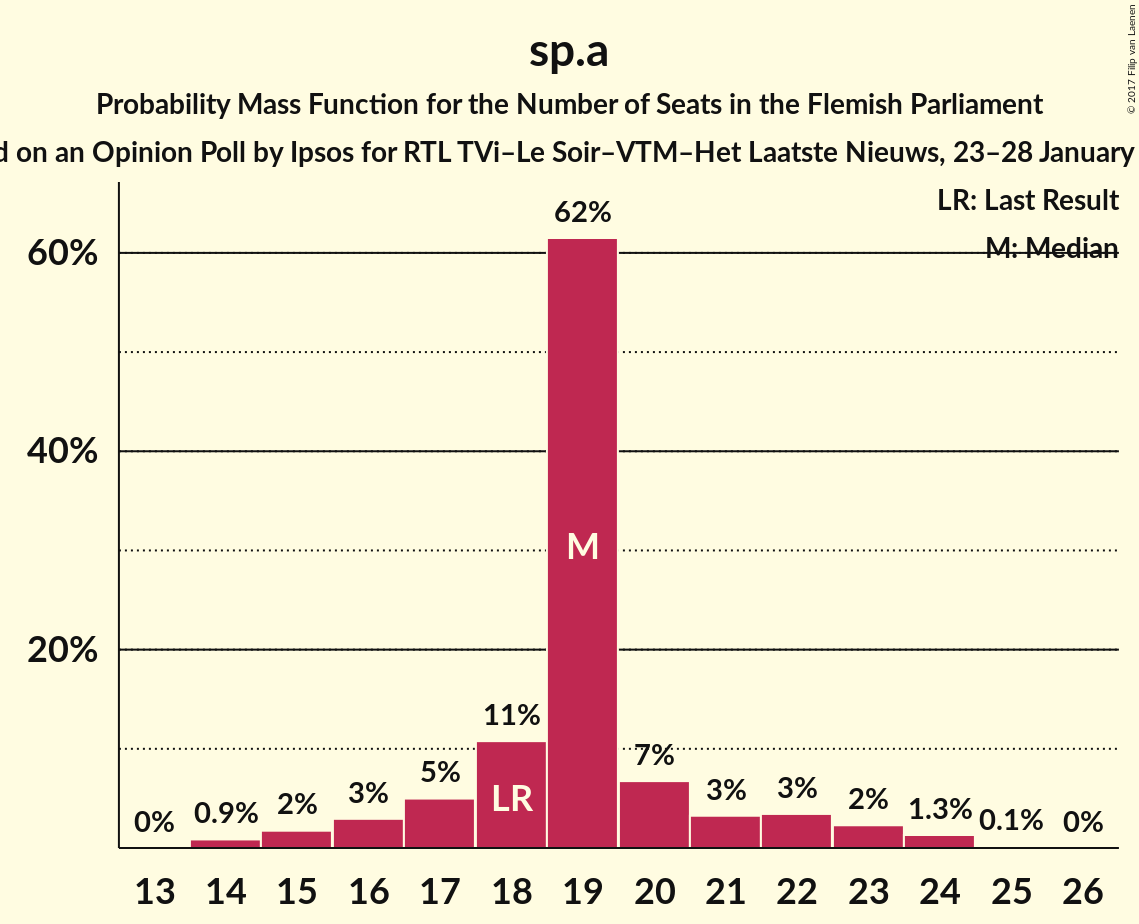 © 2017 Filip van Laenen
sp.a
Probability Mass Function for the Number of Seats in the Flemish Parliament
on an Opinion Poll by Ipsos for RTL TVi–Le Soir–VTM–Het Laatste Nieuws, 23–28 January
LR: Last Result
M: Median
60%
40%
20%
0%
0.9%
2%
3%
5%
11%
62%
7%
3%
3%
2%
1.3%
0.1%
0%
LR
M
13 14 15 16 17 18 19 20 21 22 23 24 25 26